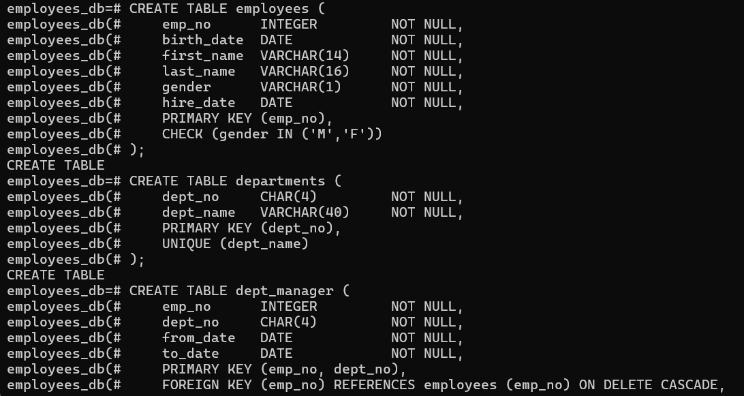 employees_db=# CREATE TABLE employees (
employees_db(#     emp_no      INTEGER         NOT NULL,
employees_db(#     birth_date  DATE            NOT NULL,
employees_db(#     first_name  VARCHAR(14)     NOT NULL,
employees_db(#     last_name   VARCHAR(16)     NOT NULL,
employees_db(#     gender      VARCHAR(1)      NOT NULL,
employees_db(#     hire_date   DATE            NOT NULL,
employees_db(#     PRIMARY KEY (emp_no),
employees_db(#     CHECK (gender IN ('M','F'))
employees_db(# );
CREATE TABLE
employees_db=# CREATE TABLE departments (
employees_db(#     dept_no     CHAR(4)         NOT NULL,
employees_db(#     dept_name   VARCHAR(40)     NOT NULL,
employees_db(#     PRIMARY KEY (dept_no),
employees_db(#     UNIQUE (dept_name)
employees_db(# );
CREATE TABLE
employees_db=# CREATE TABLE dept_manager (
employees_db(#     emp_no      INTEGER         NOT NULL,
employees_db(#     dept_no     CHAR(4)         NOT NULL,
employees_db(#     from_date   DATE            NOT NULL,
employees_db(#     to_date     DATE            NOT NULL,
employees_db(#     PRIMARY KEY (emp_no, dept_no),
employees_db(#     FOREIGN KEY (emp_no) REFERENCES employees (emp_no) ON DELETE CASCADE,